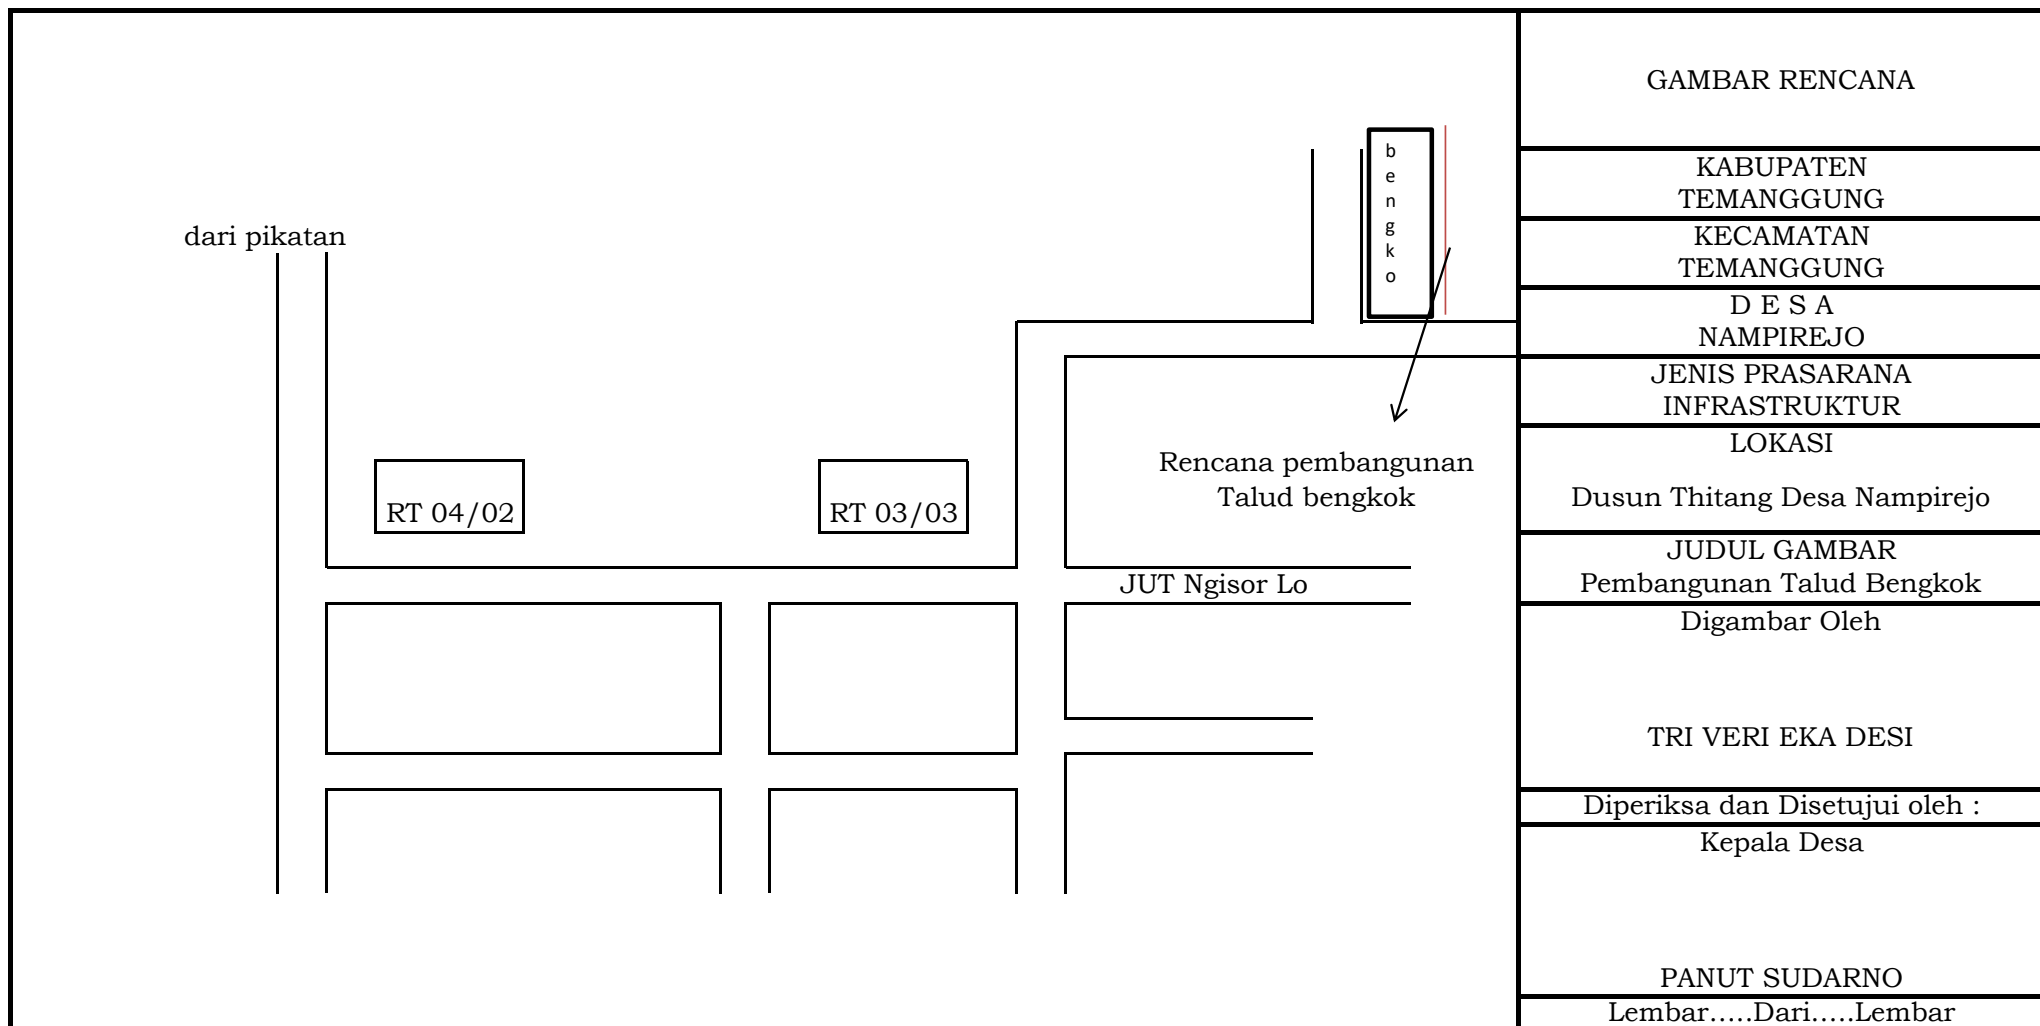 dari pikatan
b
e
n
g
k
o
RT 04/02
RT 03/03
Rencana pembangunan
Talud bengkok
JUT Ngisor Lo
GAMBAR RENCANA
KABUPATEN
TEMANGGUNG
KECAMATAN
TEMANGGUNG
D E S A
NAMPIREJO
JENIS PRASARANA
INFRASTRUKTUR
LOKASI
Dusun Thitang Desa Nampirejo
JUDUL GAMBAR
Pembangunan Talud Bengkok
Digambar Oleh
TRI VERI EKA DESI
Diperiksa dan Disetujui oleh :
Kepala Desa
PANUT SUDARNO
Lembar.....Dari.....Lembar